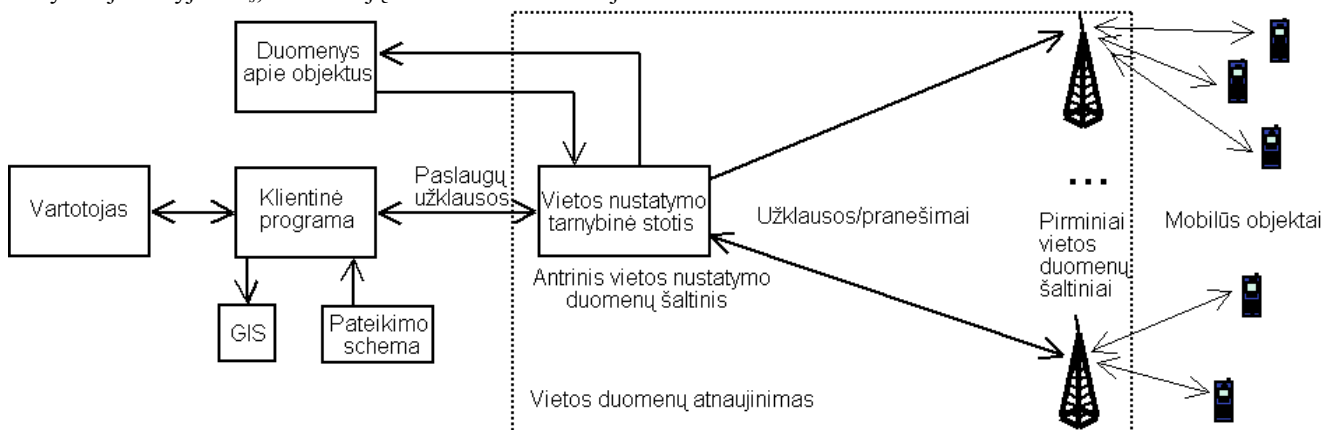 Duomenys
apie objektus
Vartotojas
Klientinė
programa
Paslaugų
užklausos
Vietos nustatymo
tarnybinė stotis
Antrinis vietos nustatymo
duomenų šaltinis
Užklausos/pranešimai
...
Pirminiai
vietos
duomenų
šaltiniai
Mobilūs objektai
GIS
Pateikimo
schema
Vietos duomenų atnaujinimas